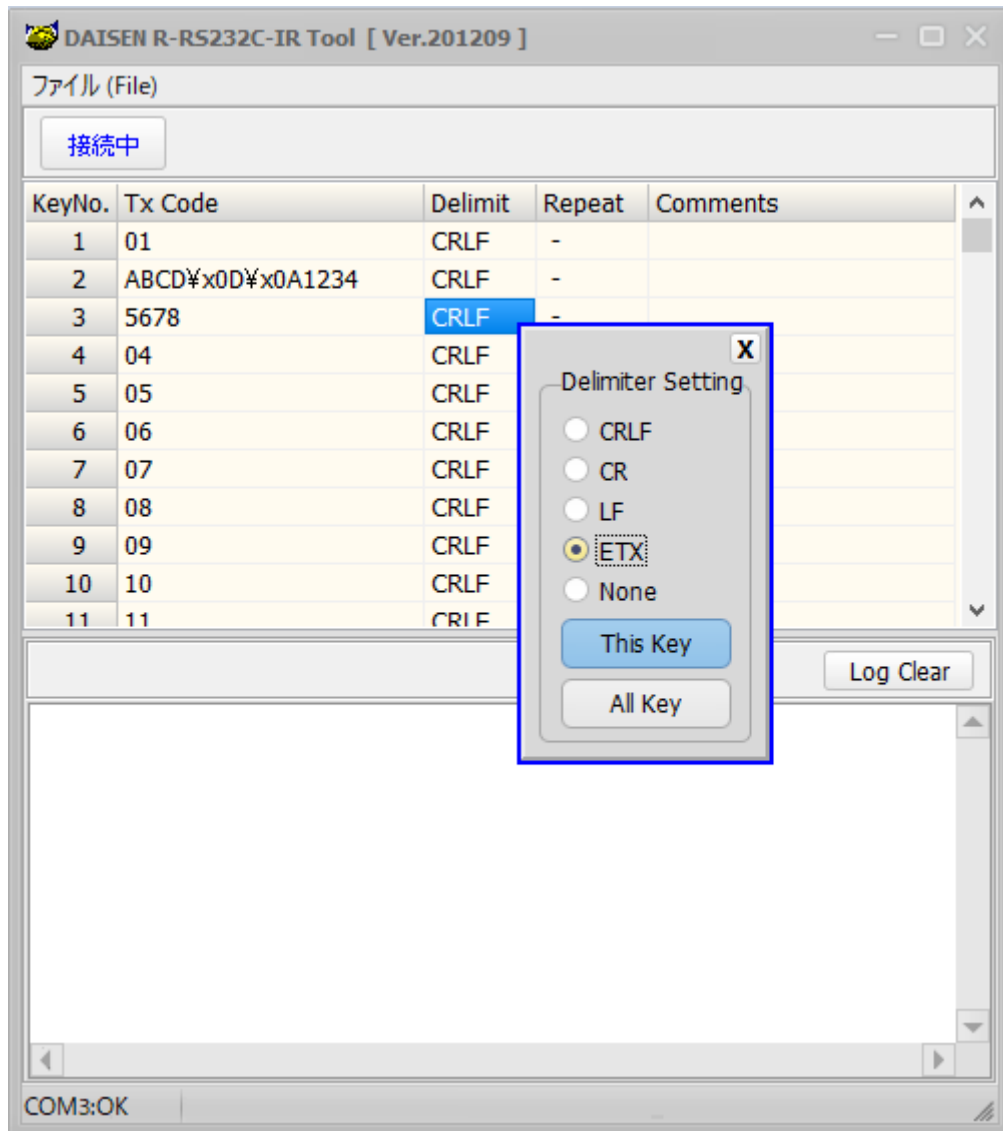 DAISEN R-RS232C-IR Tool [ Ver.201209 ]
ファイル (File)
接続中
KeyNo. Tx Code Delimit Repeat Comments
1 01 CRLF -
2 ABCD¥x0D¥x0A1234 CRLF -
3 5678 CRLF -
4 04 CRLF
5 05 CRLF
6 06 CRLF
7 07 CRLF
8 08 CRLF
9 09 CRLF
10 10 CRLF
11 11 CRLF
X
Delimiter Setting
CRLF
CR
LF
ETX
None
This Key
All Key
Log Clear
COM3:OK